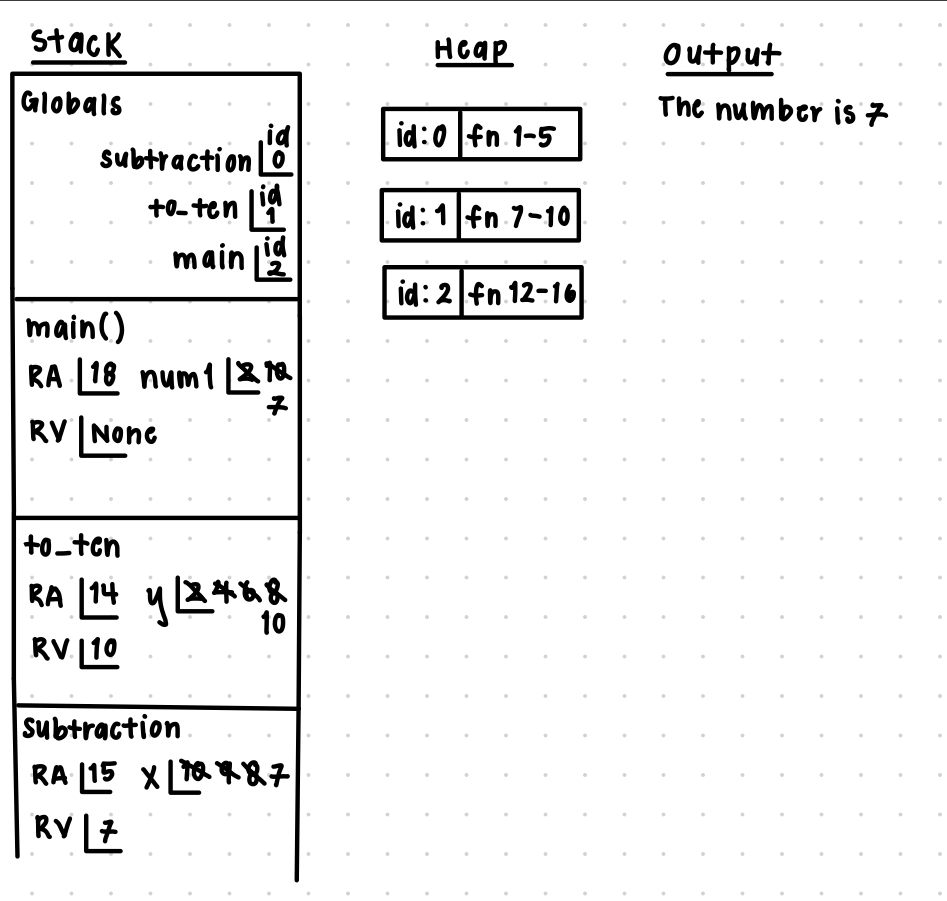 Stack
Globals
subtraction id 0
to_ten id 1
main id 2
main()
RA 18 num1 2 10
7
RV None
to_ten
RA 14 y 2 4 6 8
10
RV 10
subtraction
RA 15 x 10 9 8 7
RV 7
Heap
id:0 fn 1-5
id: 1 fn 7-10
id: 2 fn 12-16
Output
The number is 7